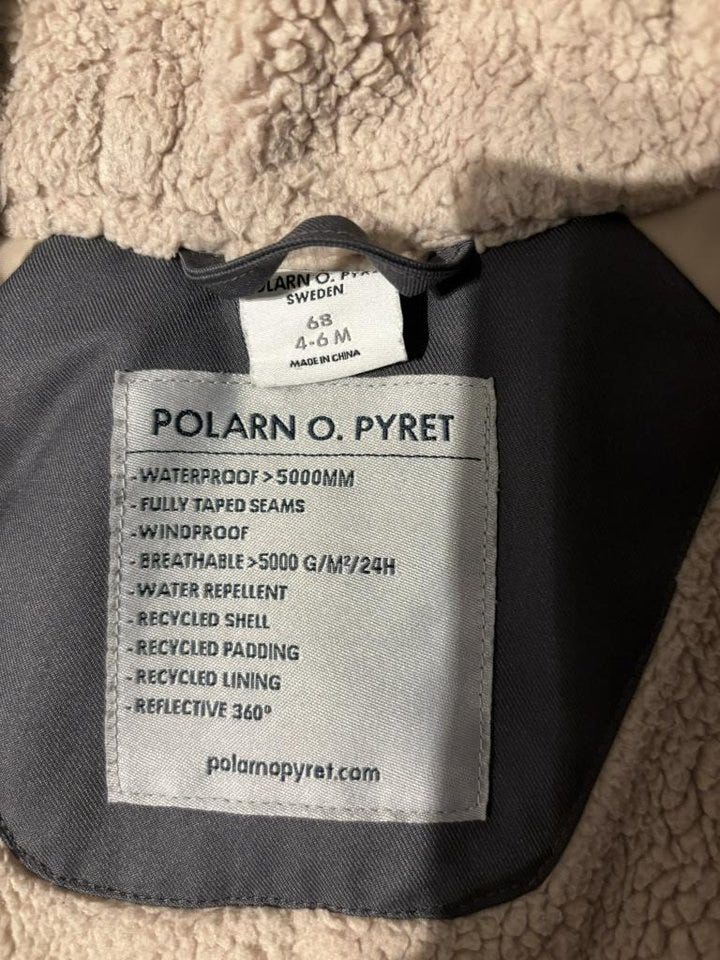 SWEDEN
68
4-6 M
MADE IN CHINA
POLARN O. PYRET
-WATERPROOF > 5000MM
-FULLY TAPED SEAMS
-WINDPROOF
-BREATHABLE >5000 G/M²/24H
-WATER REPELLENT
-RECYCLED SHELL
-RECYCLED PADDING
-RECYCLED LINING
-REFLECTIVE 360º
polarnopyret.com